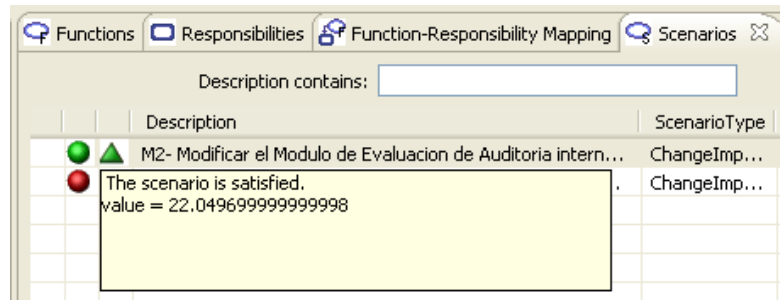 Functions Responsibilities Function-Responsibility Mapping Scenarios
Description contains:
Description ScenarioType
M2- Modificar el Modulo de Evaluacion de Auditoria intern... ChangeImp...
The scenario is satisfied. . ChangeImp...
value = 22.049699999999998